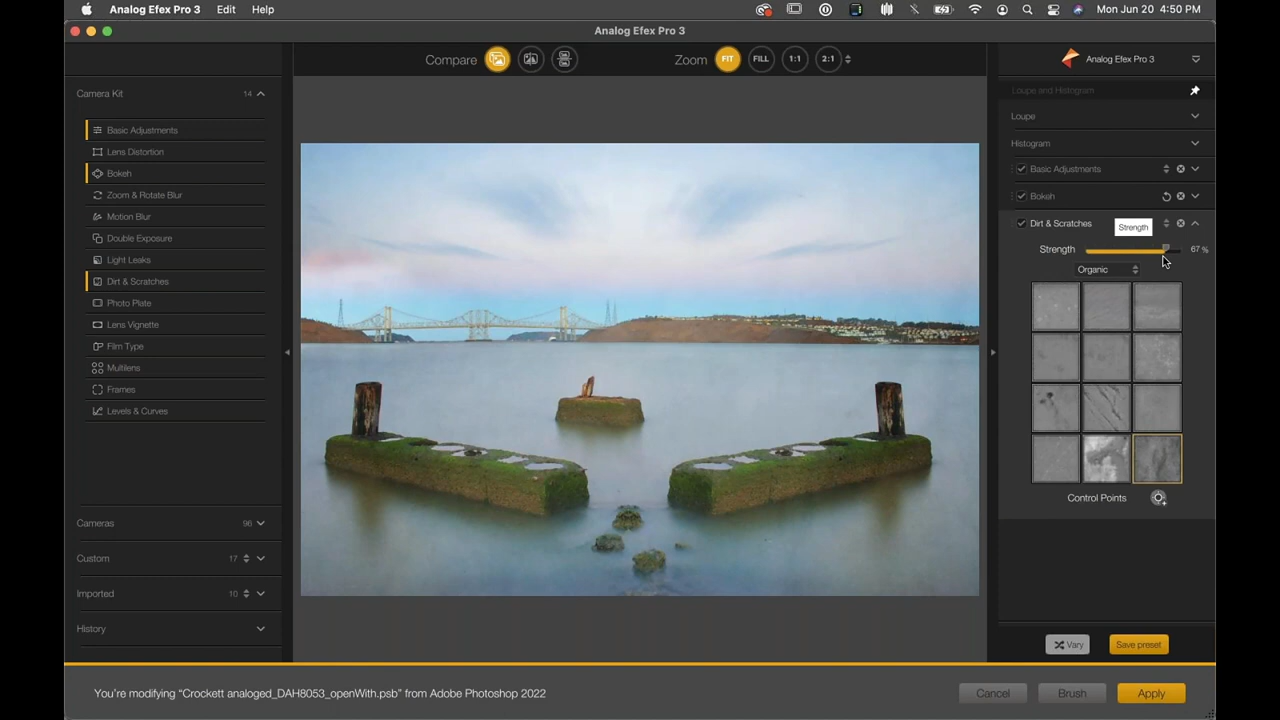 Analog Efex Pro 3 Edit Help Mon Jun 20 4:50 PM
Analog Efex Pro 3
Compare Zoom FIT FILL 1:1 2:1
Analog Efex Pro 3
Camera Kit 14
Basic Adjustments
Lens Distortion
Bokeh
Zoom & Rotate Blur
Motion Blur
Double Exposure
Light Leaks
Dirt & Scratches
Photo Plate
Lens Vignette
Film Type
Multilens
Frames
Levels & Curves
Cameras 96
Custom 17
Imported 10
History
Loupe and Histogram
Loupe
Histogram
Basic Adjustments
Bokeh
Dirt & Scratches
Strength
Strength 67 %
Organic
Control Points
Vary Save preset
You're modifying “Crockett analoged_DAH8053_openWith.psb” from Adobe Photoshop 2022
Cancel Brush Apply